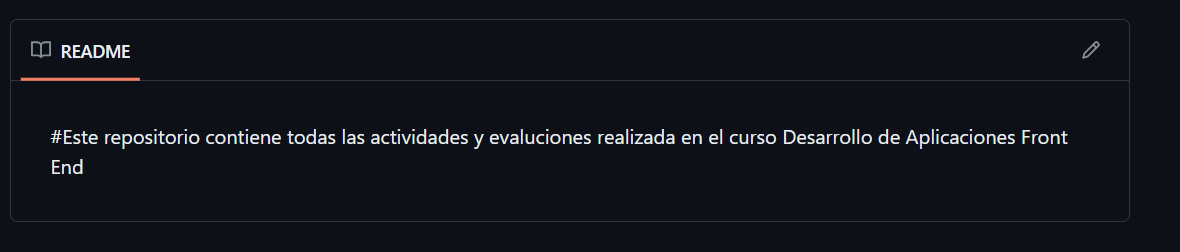 README
#Este repositorio contiene todas las actividades y evaluciones realizada en el curso Desarrollo de Aplicaciones Front
End